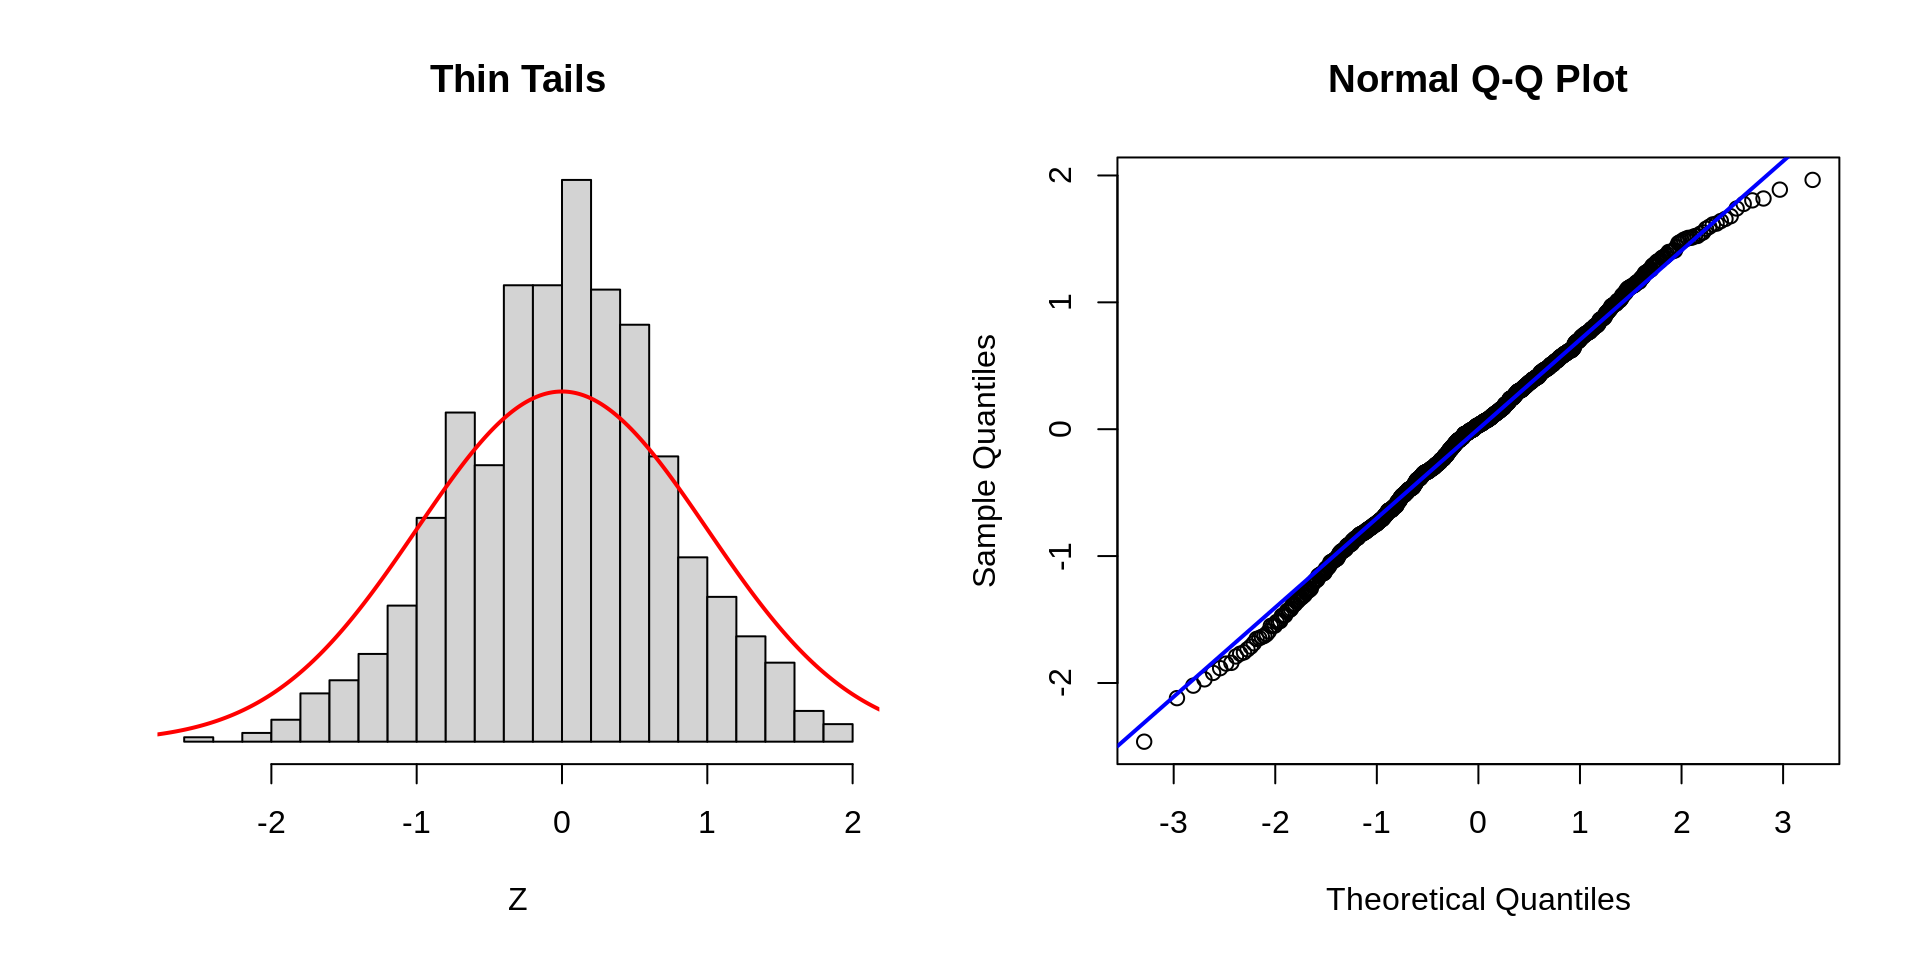 Thin Tails
-2 -1 0 1 2
Z
Normal Q-Q Plot
Sample Quantiles
2
1
0
-1
-2
-3 -2 -1 0 1 2 3
Theoretical Quantiles